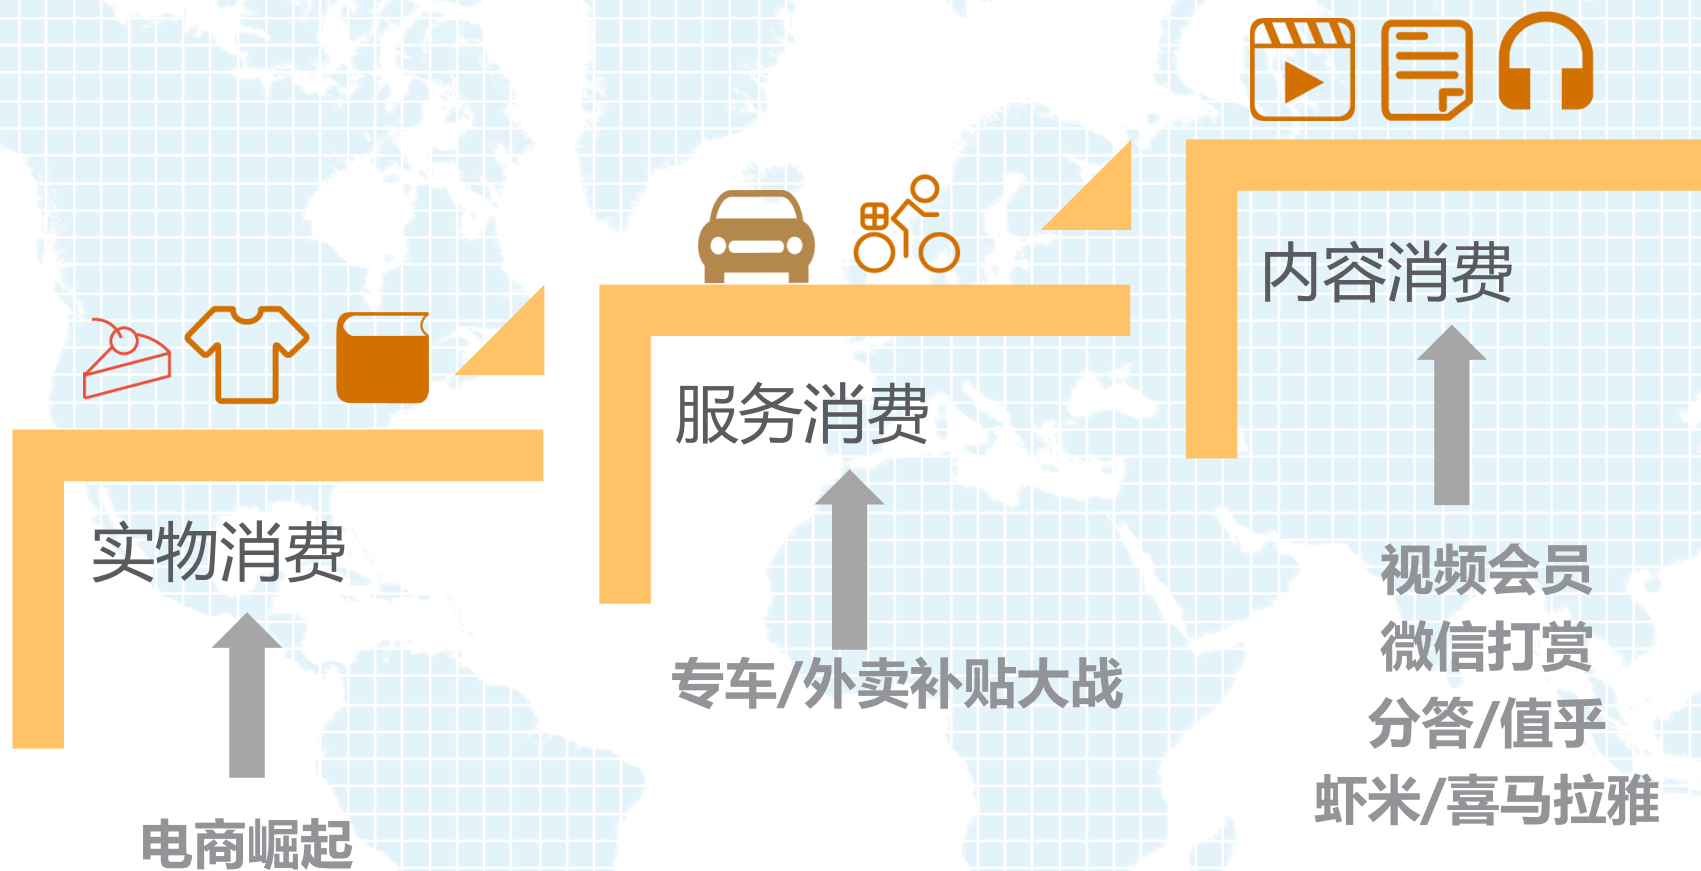 内容消费
服务消费
实物消费
视频会员
微信打赏
专车/外卖补贴大战
分答/值乎
虾米/喜马拉雅
电商崛起